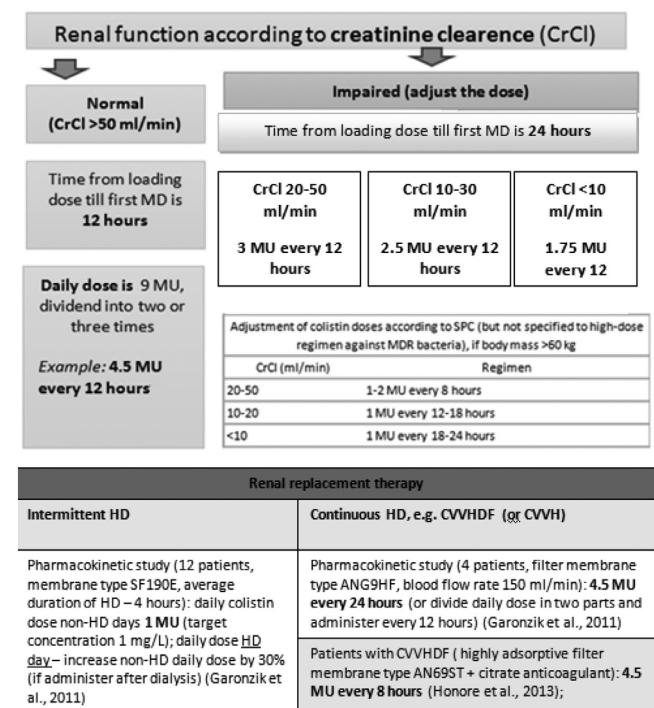 Renal function according to creatinine clearence (CrCl)
Normal
(CrCl >50 ml/min)
Impaired (adjust the dose)
Time from loading dose till first MD is 24 hours
Time from loading
dose till first MD is
12 hours
CrCl 20-50
ml/min
3 MU every 12
hours
CrCl 10-30
ml/min
2.5 MU every 12
hours
CrCl <10
ml/min
1.75 MU
every 12
Daily dose is 9 MU,
dividend into two or
three times
Example: 4.5 MU
every 12 hours
Adjustment of colistin doses according to SPC (but not specified to high-dose
regimen against MDR bacteria), if body mass >60 kg
CrCl (ml/min) Regimen
20-50 1-2 MU every 8 hours
10-20 1 MU every 12-18 hours
<10 1 MU every 18-24 hours
Renal replacement therapy
Intermittent HD
Continuous HD, e.g. CVVHDF (or CVVH)
Pharmacokinetic study (12 patients,
membrane type SF190E, average
duration of HD – 4 hours): daily colistin
dose non-HD days 1 MU (target
concentration 1 mg/L); daily dose HD
day – increase non-HD daily dose by 30%
(if administer after dialysis) (Garonzik et
al., 2011)
Pharmacokinetic study (4 patients, filter membrane
type ANG9HF, blood flow rate 150 ml/min): 4.5 MU
every 24 hours (or divide daily dose in two parts and
administer every 12 hours) (Garonzik et al., 2011)
Patients with CVVHDF ( highly adsorptive filter
membrane type AN69ST + citrate anticoagulant): 4.5
MU every 8 hours (Honore et al., 2013);